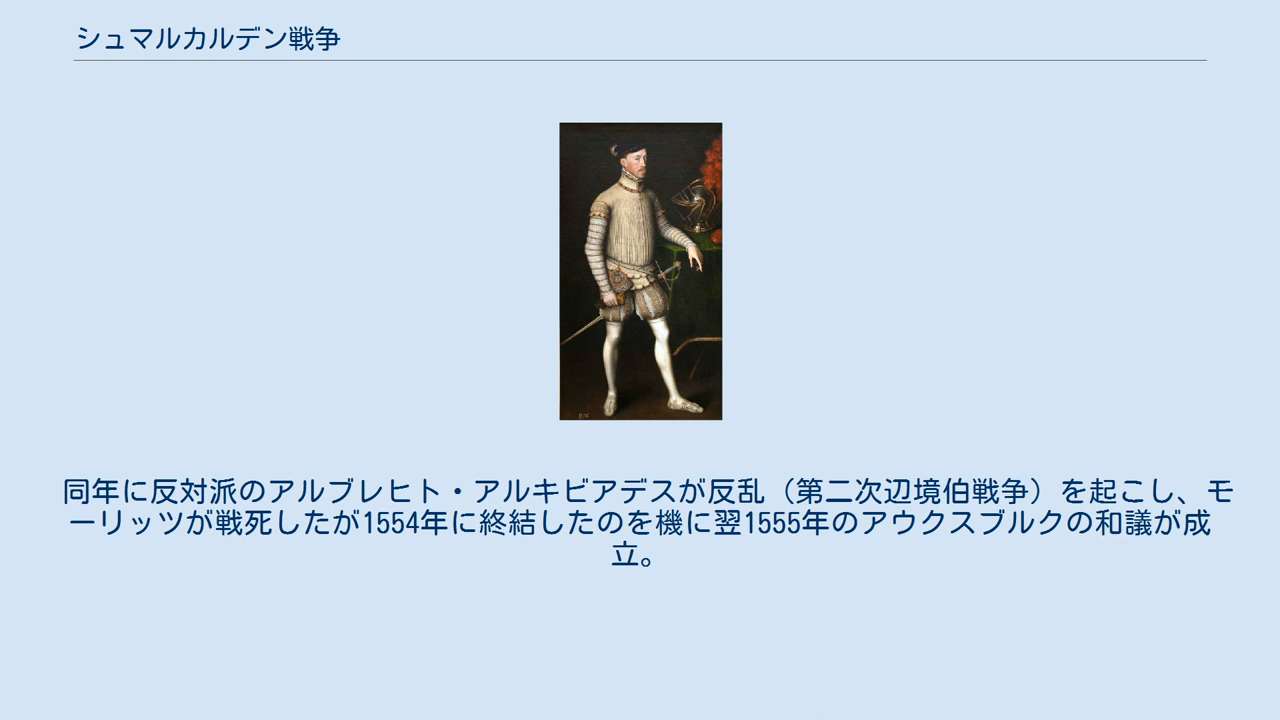 シュマルカルデン戦争
同年に反対派のアルブレヒト・アルキビアデスが反乱（第二次辺境伯戦争）を起こし、モ
ーリッツが戦死したが1554年に終結したのを機に翌1555年のアウクスブルクの和議が成
立。